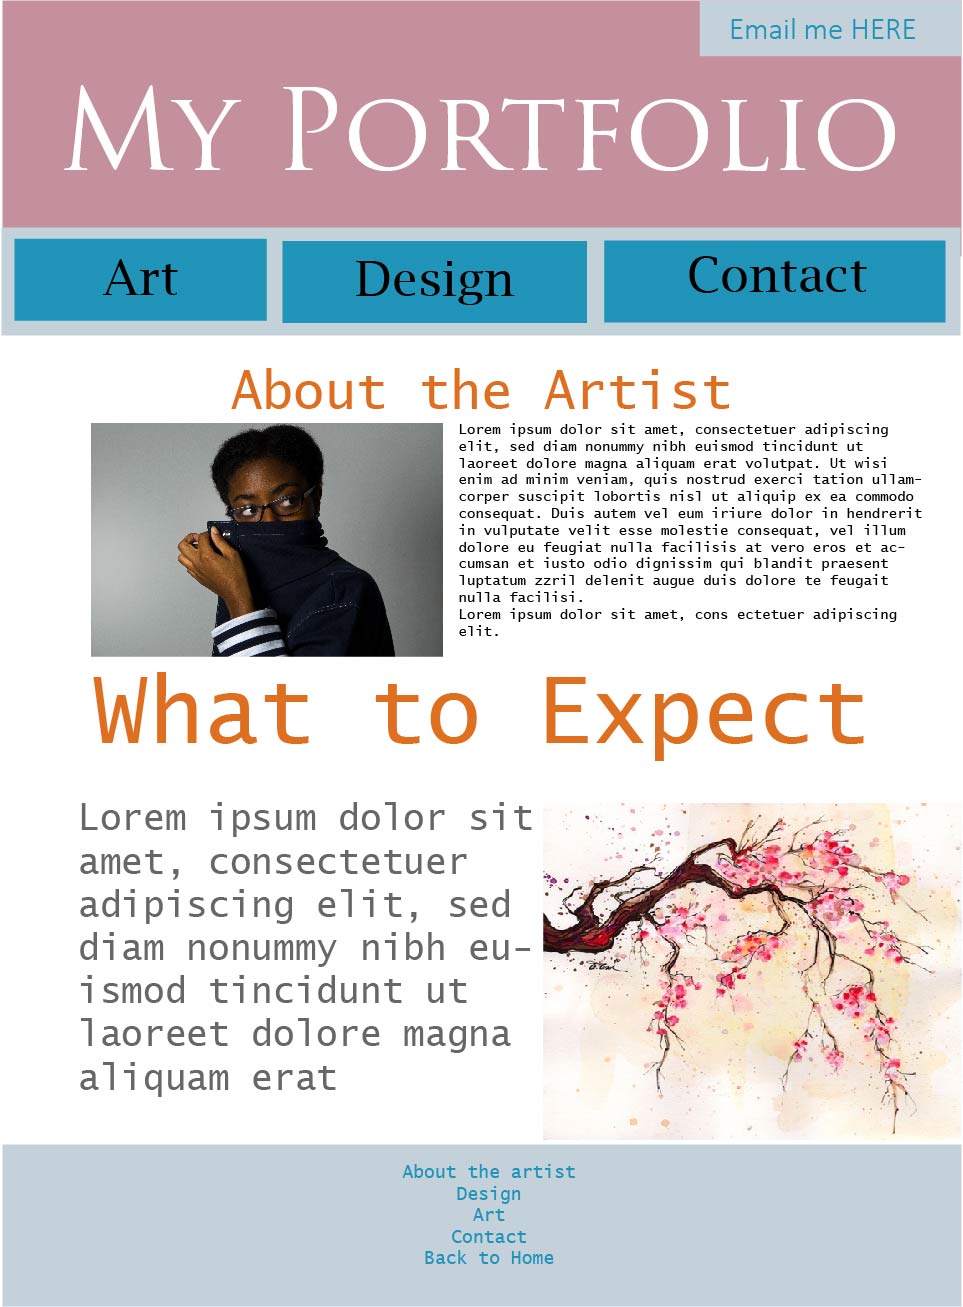 Email me HERE
My Portfolio
Art
Design
Contact
About the Artist
Lorem ipsum dolor sit amet, consectetuer adipiscing
elit, sed diam nonummy nibh euismod tincidunt ut
laoreet dolore magna aliquam erat volutpat. Ut wisi
enim ad minim veniam, quis nostrud exerci tation ullam-
corper suscipit lobortis nisl ut aliquip ex ea commodo
consequat. Duis autem vel eum iriure dolor in hendrerit
in vulputate velit esse molestie consequat, vel illum
dolore eu feugiat nulla facilisis at vero eros et ac-
cumsan et iusto odio dignissim qui blandit praesent
luptatum zzril delenit augue duis dolore te feugait
nulla facilisi.
Lorem ipsum dolor sit amet, cons ectetuer adipiscing
elit.
What to Expect
Lorem ipsum dolor sit
amet, consectetuer
adipiscing elit, sed
diam nonummy nibh eu-
ismod tincidunt ut
laoreet dolore magna
aliquam erat
About the artist
Design
Art
Contact
Back to Home